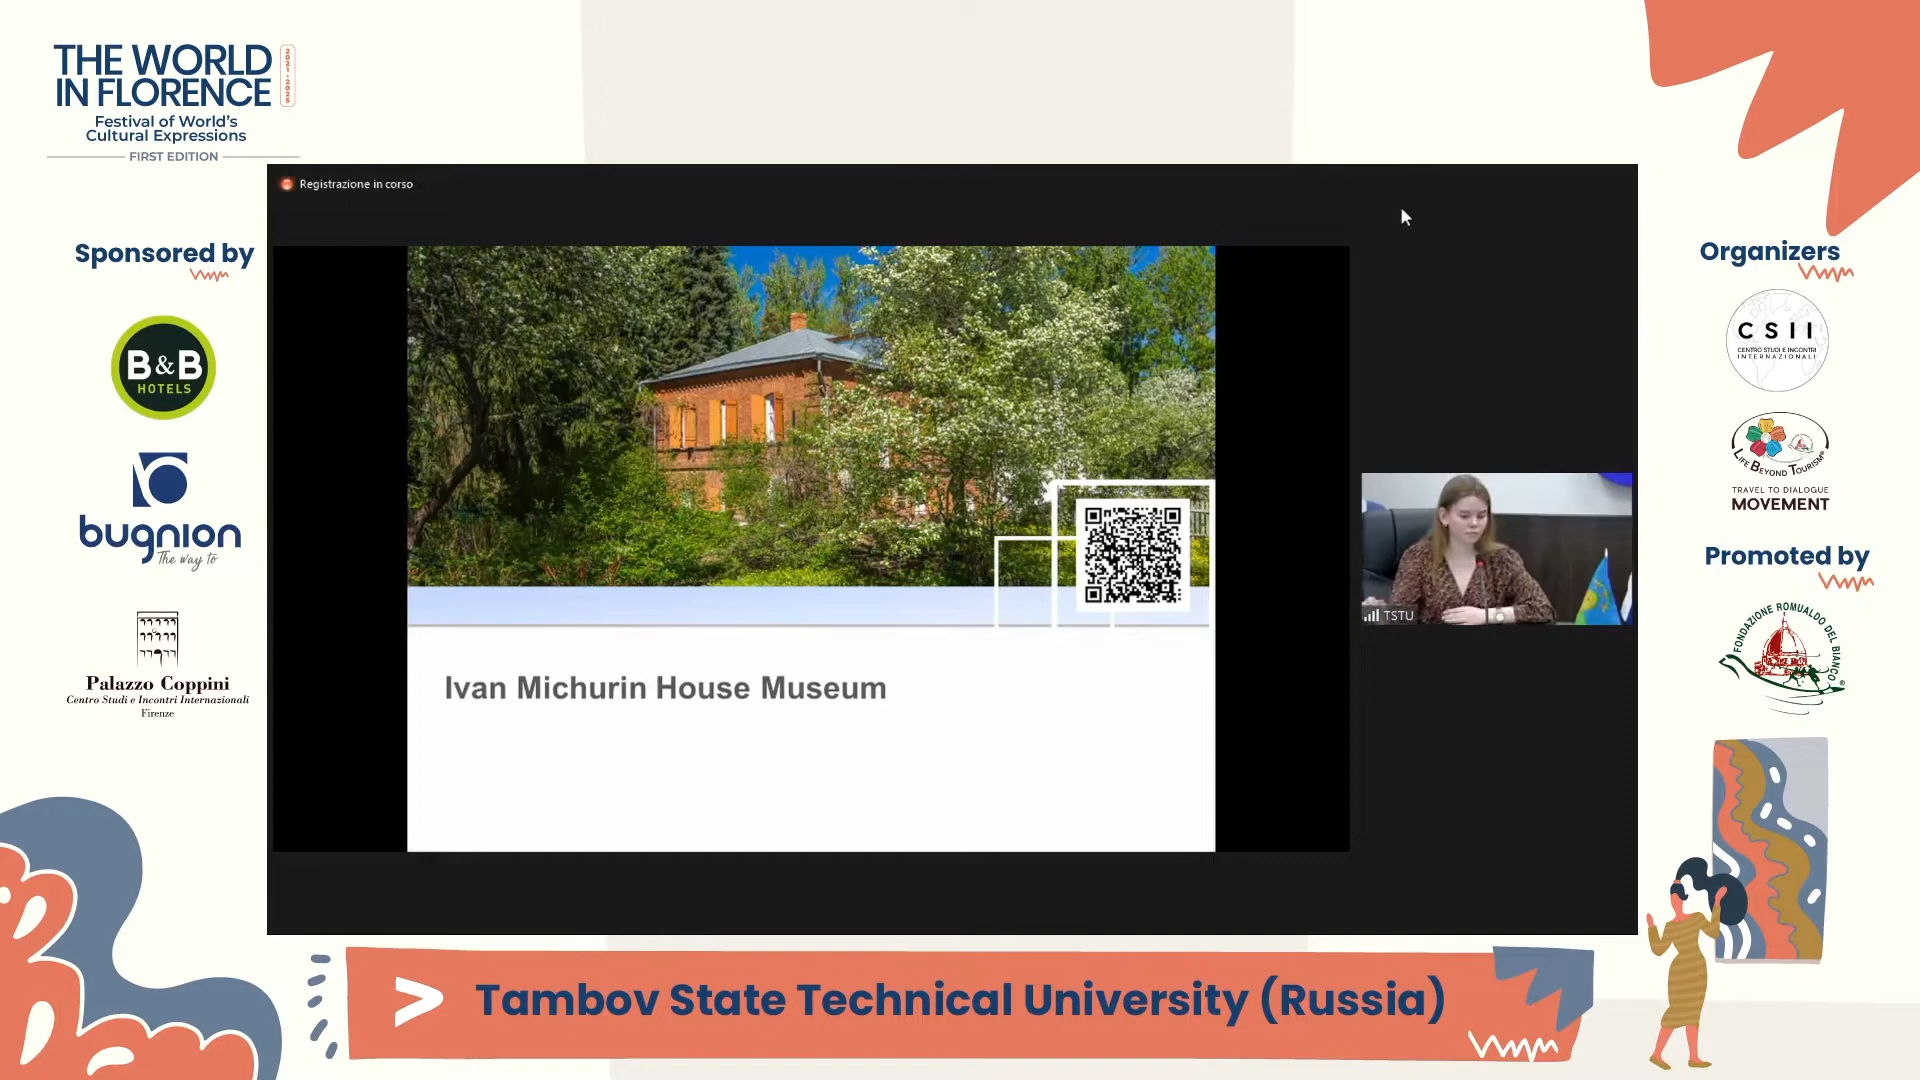 THE WORLD
IN FLORENCE
2021-2025
Festival of World's
Cultural Expressions
FIRST EDITION
Registrazione in corso
Sponsored by
B&B
HOTELS
bugnion
The way to
Palazzo Coppini
Centro Studi e Incontri Internazionali
Firenze
Ivan Michurin House Museum
TSTU
Organizers
CSII
CENTRO STUDI E INCONTRI
INTERNAZIONALI
LIFE BEYOND TOURISM®
TRAVEL TO DIALOGUE
MOVEMENT
Promoted by
FONDAZIONE ROMUALDO DEL BIANCO®
> Tambov State Technical University (Russia)